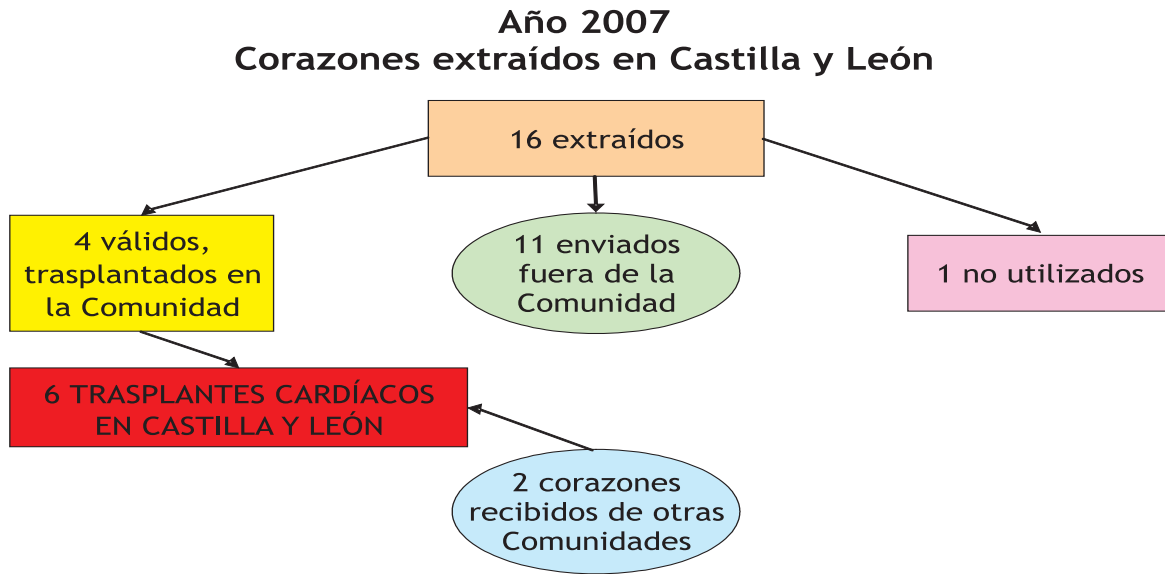 Año 2007
Corazones extraídos en Castilla y León
16 extraídos
4 válidos,
trasplantados en
la Comunidad
11 enviados
fuera de la
Comunidad
1 no utilizados
6 TRASPLANTES CARDÍACOS
EN CASTILLA Y LEÓN
2 corazones
recibidos de otras
Comunidades